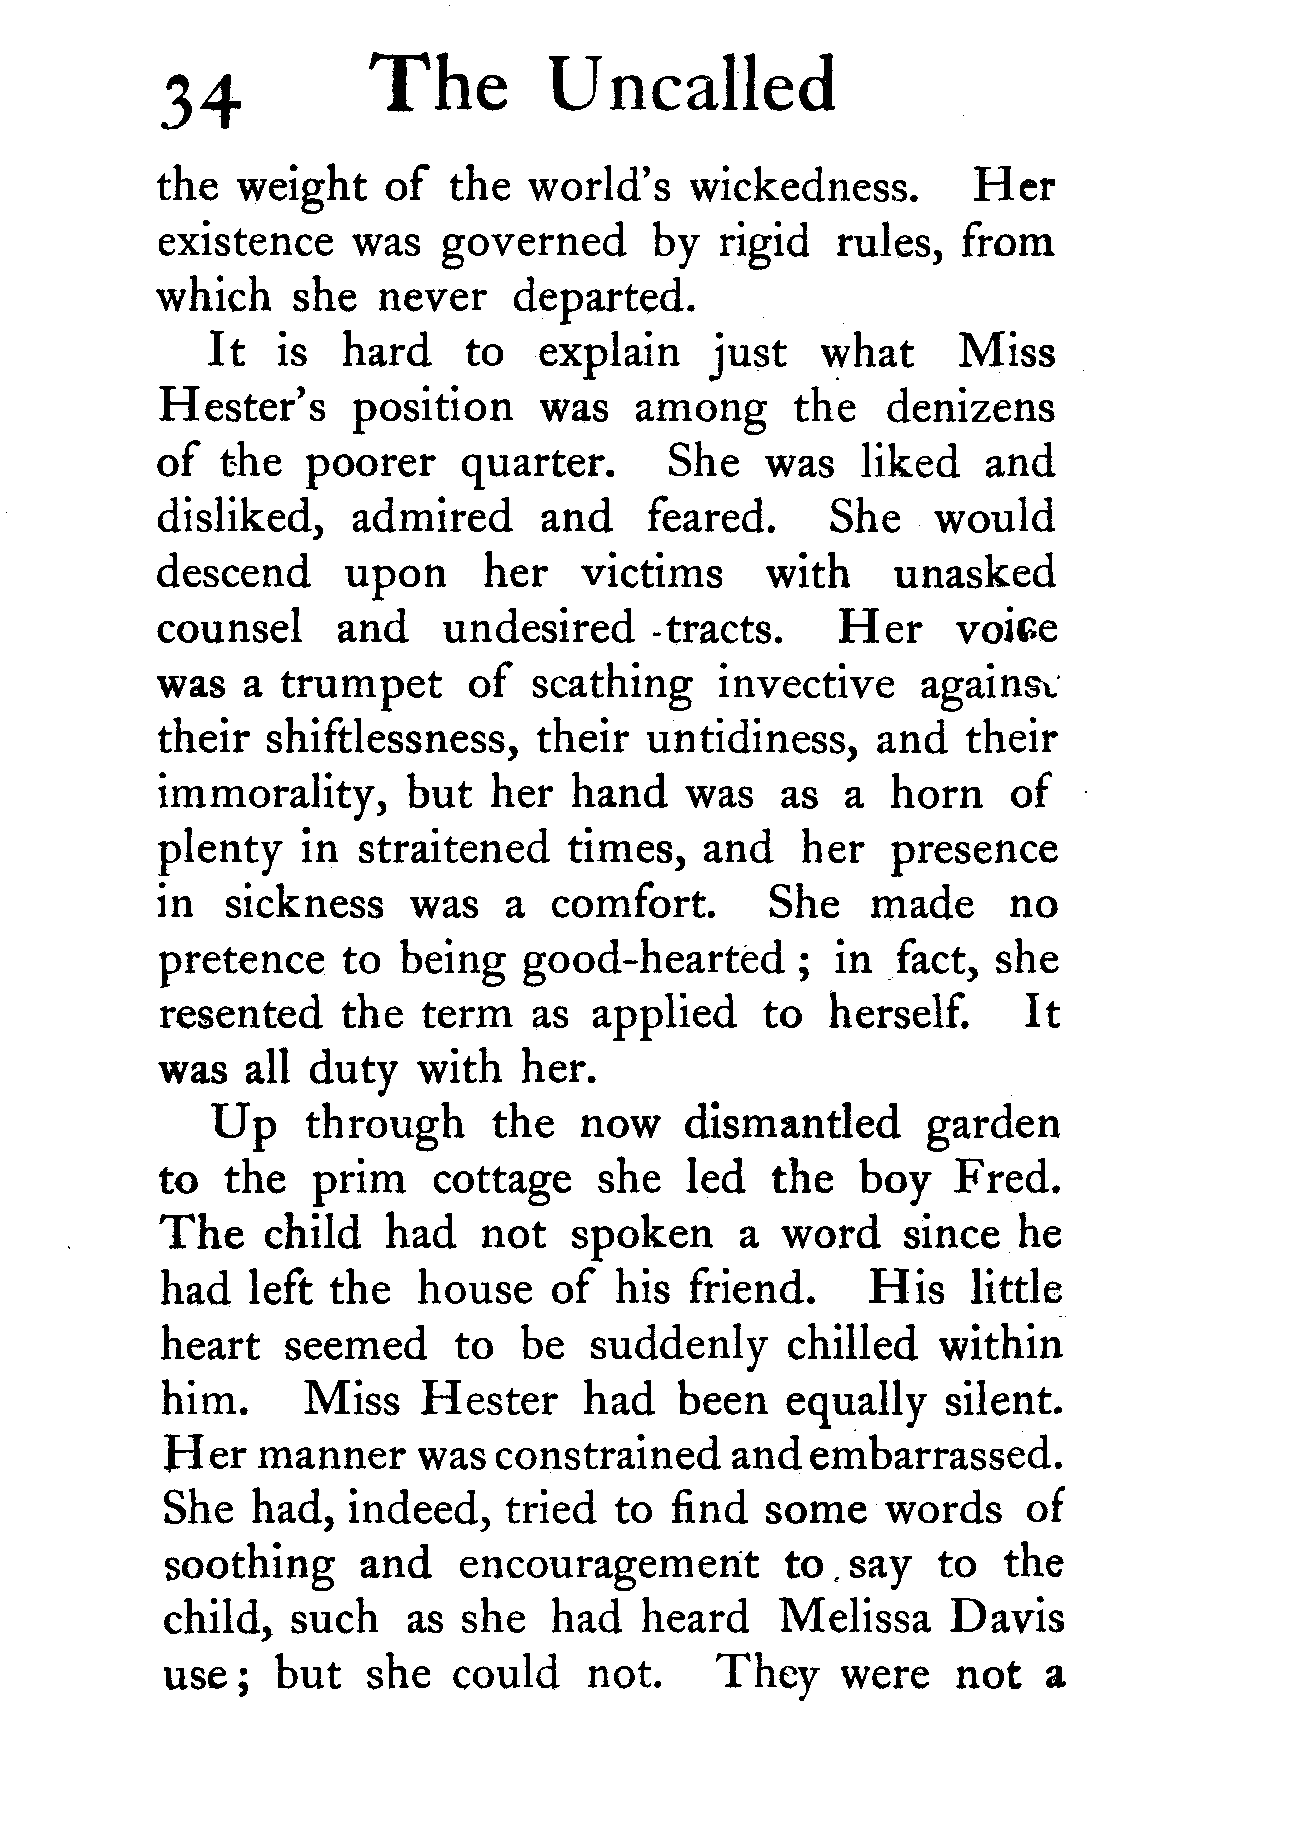 34 The Uncalled
the weight of the world's wickedness. Her
existence was governed by rigid rules, from
which she never departed.
It is hard to explain just what Miss
Hester's position was among the denizens
of the poorer quarter. She was liked and
disliked, admired and feared. She would
descend upon her victims with unasked
counsel and undesired tracts. Her voice
was a trumpet of scathing invective against
their shiftlessness, their untidiness, and their
immorality, but her hand was as a horn of
plenty in straitened times, and her presence
in sickness was a comfort. She made no
pretence to being good-hearted ; in fact, she
resented the term as applied to herself. It
was all duty with her.
Up through the now dismantled garden
to the prim cottage she led the boy Fred.
The child had not spoken a word since he
had left the house of his friend. His little
heart seemed to be suddenly chilled within
him. Miss Hester had been equally silent.
Her manner was constrained and embarrassed.
She had, indeed, tried to find some words of
soothing and encouragement to say to the
child, such as she had heard Melissa Davis
use ; but she could not. They were not a